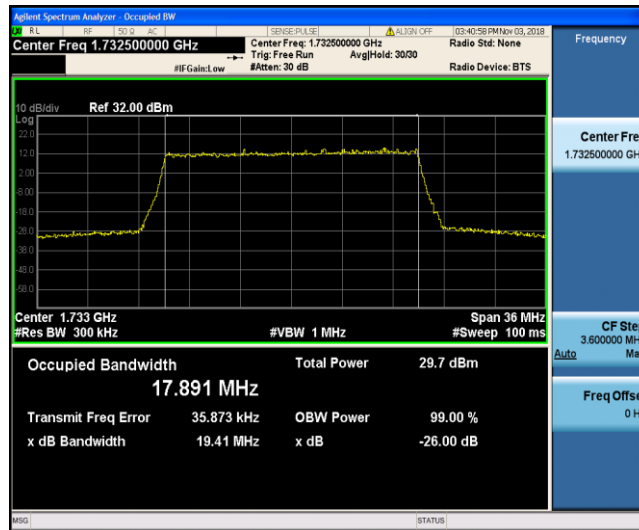 Agilent Spectrum Analyzer - Occupied BW
RL RF 50 Ω AC SENSE:PULSE ALIGN OFF 03:40:58 PM Nov 03, 2018
Center Freq 1.732500000 GHz
Center Freq: 1.732500000 GHz
Radio Std: None
Trig: Free Run Avg|Hold: 30/30
#IFGain:Low #Atten: 30 dB Radio Device: BTS
10 dB/div Ref 32.00 dBm
Log
22.0
12.0
2.00
-8.00
-18.0
-28.0
-38.0
-48.0
-58.0
Center 1.733 GHz Span 36 MHz
#Res BW 300 kHz #VBW 1 MHz #Sweep 100 ms
Occupied Bandwidth Total Power 29.7 dBm
17.891 MHz
Transmit Freq Error 35.873 kHz OBW Power 99.00 %
x dB Bandwidth 19.41 MHz x dB -26.00 dB
MSG STATUS
Frequency
Center Fre
1.732500000 GH
CF Ste
3.600000 MH
Auto Ma
Freq Offse
0 H